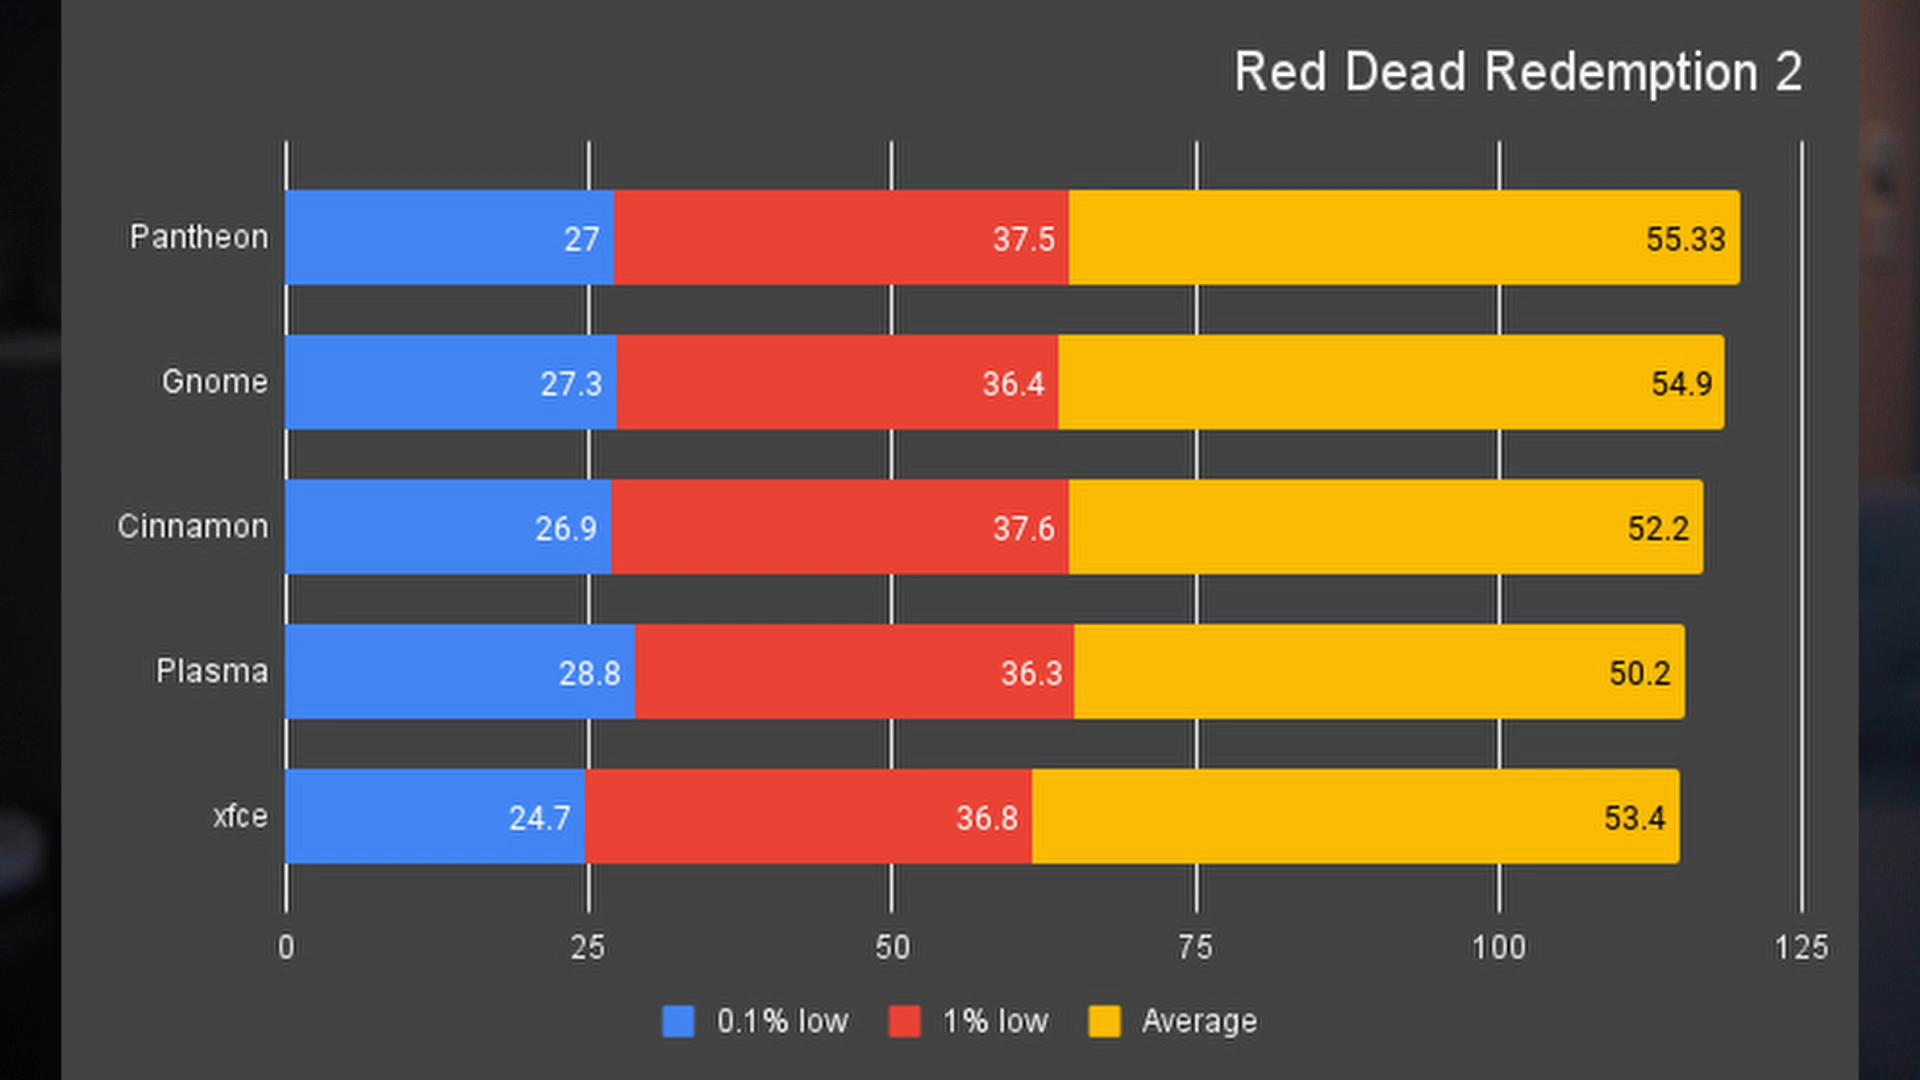 Red Dead Redemption 2
Pantheon 27 37.5 55.33
Gnome 27.3 36.4 54.9
Cinnamon 26.9 37.6 52.2
Plasma 28.8 36.3 50.2
xfce 24.7 36.8 53.4
0 25 50 75 100 125
0.1% low 1% low Average